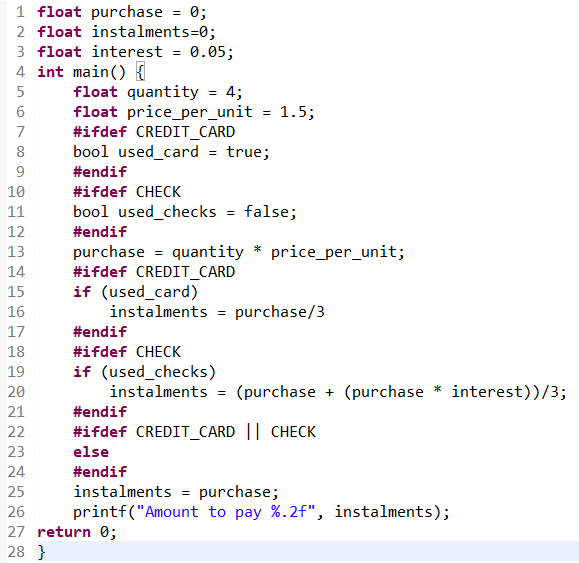 1 float purchase = 0;
2 float instalments=0;
3 float interest = 0.05;
4 int main() {
5     float quantity = 4;
6     float price_per_unit = 1.5;
7     #ifdef CREDIT_CARD
8     bool used_card = true;
9     #endif
10     #ifdef CHECK
11     bool used_checks = false;
12     #endif
13     purchase = quantity * price_per_unit;
14     #ifdef CREDIT_CARD
15     if (used_card)
16         instalments = purchase/3
17     #endif
18     #ifdef CHECK
19     if (used_checks)
20         instalments = (purchase + (purchase * interest))/3;
21     #endif
22     #ifdef CREDIT_CARD || CHECK
23     else
24     #endif
25     instalments = purchase;
26     printf("Amount to pay %.2f", instalments);
27 return 0;
28 }